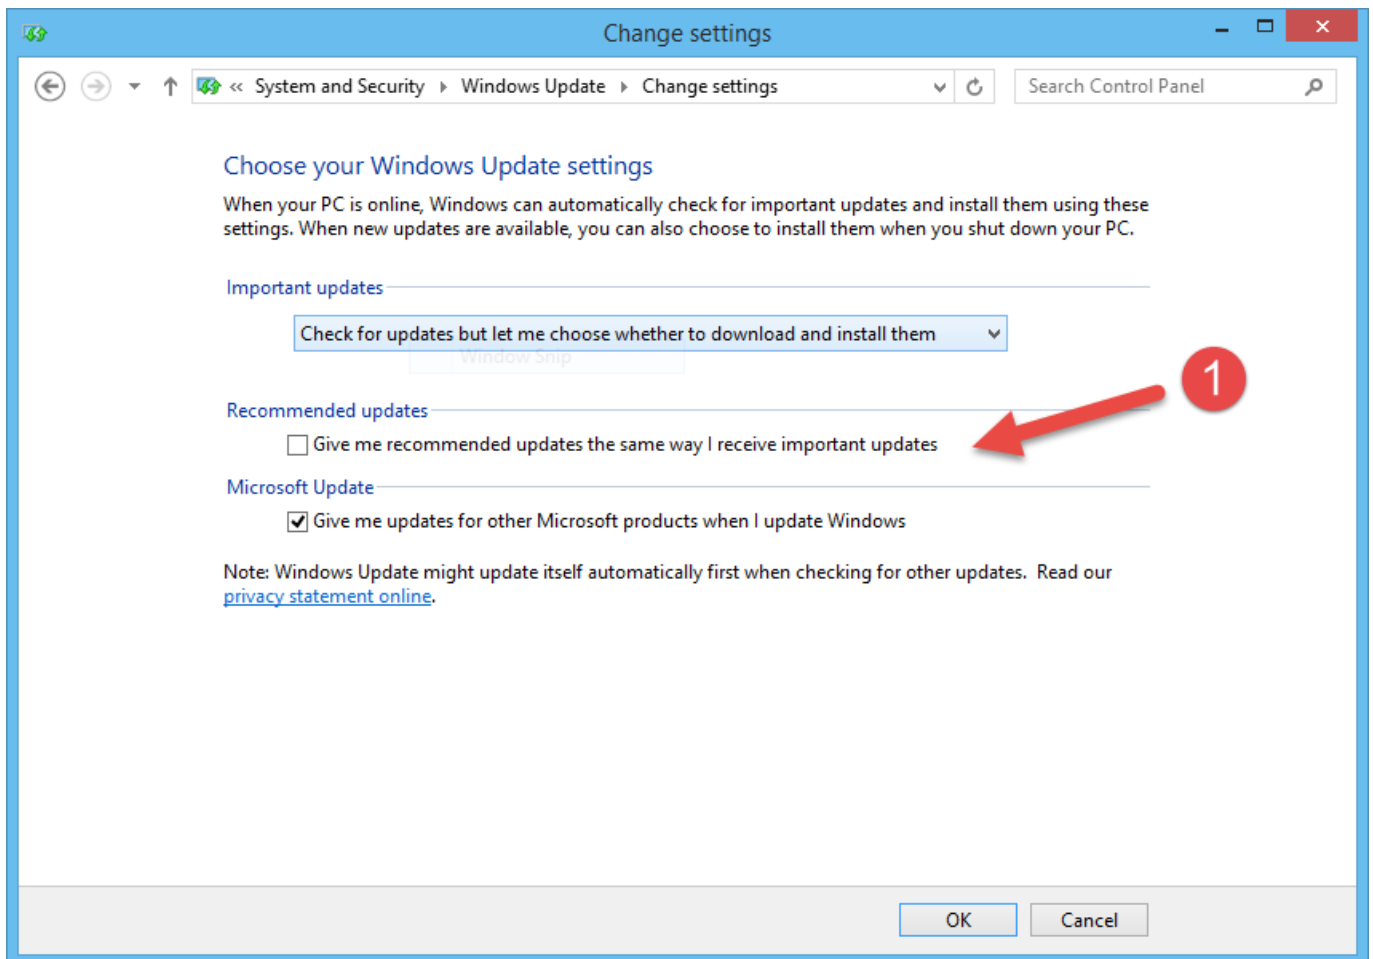 Change settings
« System and Security Windows Update Change settings
Search Control Panel
Choose your Windows Update settings
When your PC is online, Windows can automatically check for important updates and install them using these
settings. When new updates are available, you can also choose to install them when you shut down your PC.
Important updates
Check for updates but let me choose whether to download and install them
Window Snip
1
Recommended updates
Give me recommended updates the same way I receive important updates
Microsoft Update
Give me updates for other Microsoft products when I update Windows
Note: Windows Update might update itself automatically first when checking for other updates. Read our
privacy statement online.
OK
Cancel